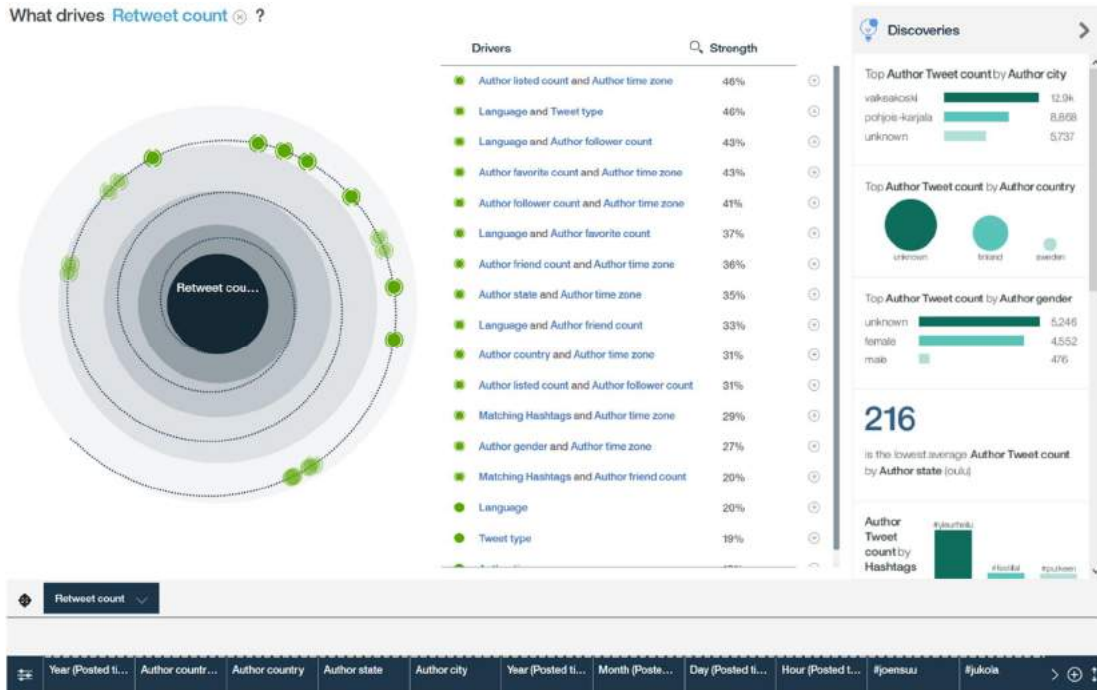 What drives Retweet count ?
Retweet cou...
Drivers Strength
Author listed count and Author time zone 46%
Language and Tweet type 46%
Language and Author follower count 43%
Author favorite count and Author time zone 43%
Author follower count and Author time zone 41%
Language and Author favorite count 37%
Author friend count and Author time zone 36%
Author state and Author time zone 35%
Language and Author friend count 33%
Author country and Author time zone 31%
Author listed count and Author follower count 31%
Matching Hashtags and Author time zone 29%
Author gender and Author time zone 27%
Matching Hashtags and Author friend count 20%
Language 20%
Tweet type 19%
Discoveries
Top Author Tweet count by Author city
valkeakoski 12.9k
pohjois-karjala 8,868
unknown 5,737
Top Author Tweet count by Author country
unknown finland sweden
Top Author Tweet count by Author gender
unknown 5,246
female 4,552
male 476
216
is the lowest average Author Tweet count
by Author state (oulu)
Author
Tweet
count by
Hashtags
Retweet count
Year (Posted ti... Author countr... Author country Author state Author city Year (Posted ti... Month (Poste... Day (Posted ti... Hour (Posted t... #joensuu #jukola